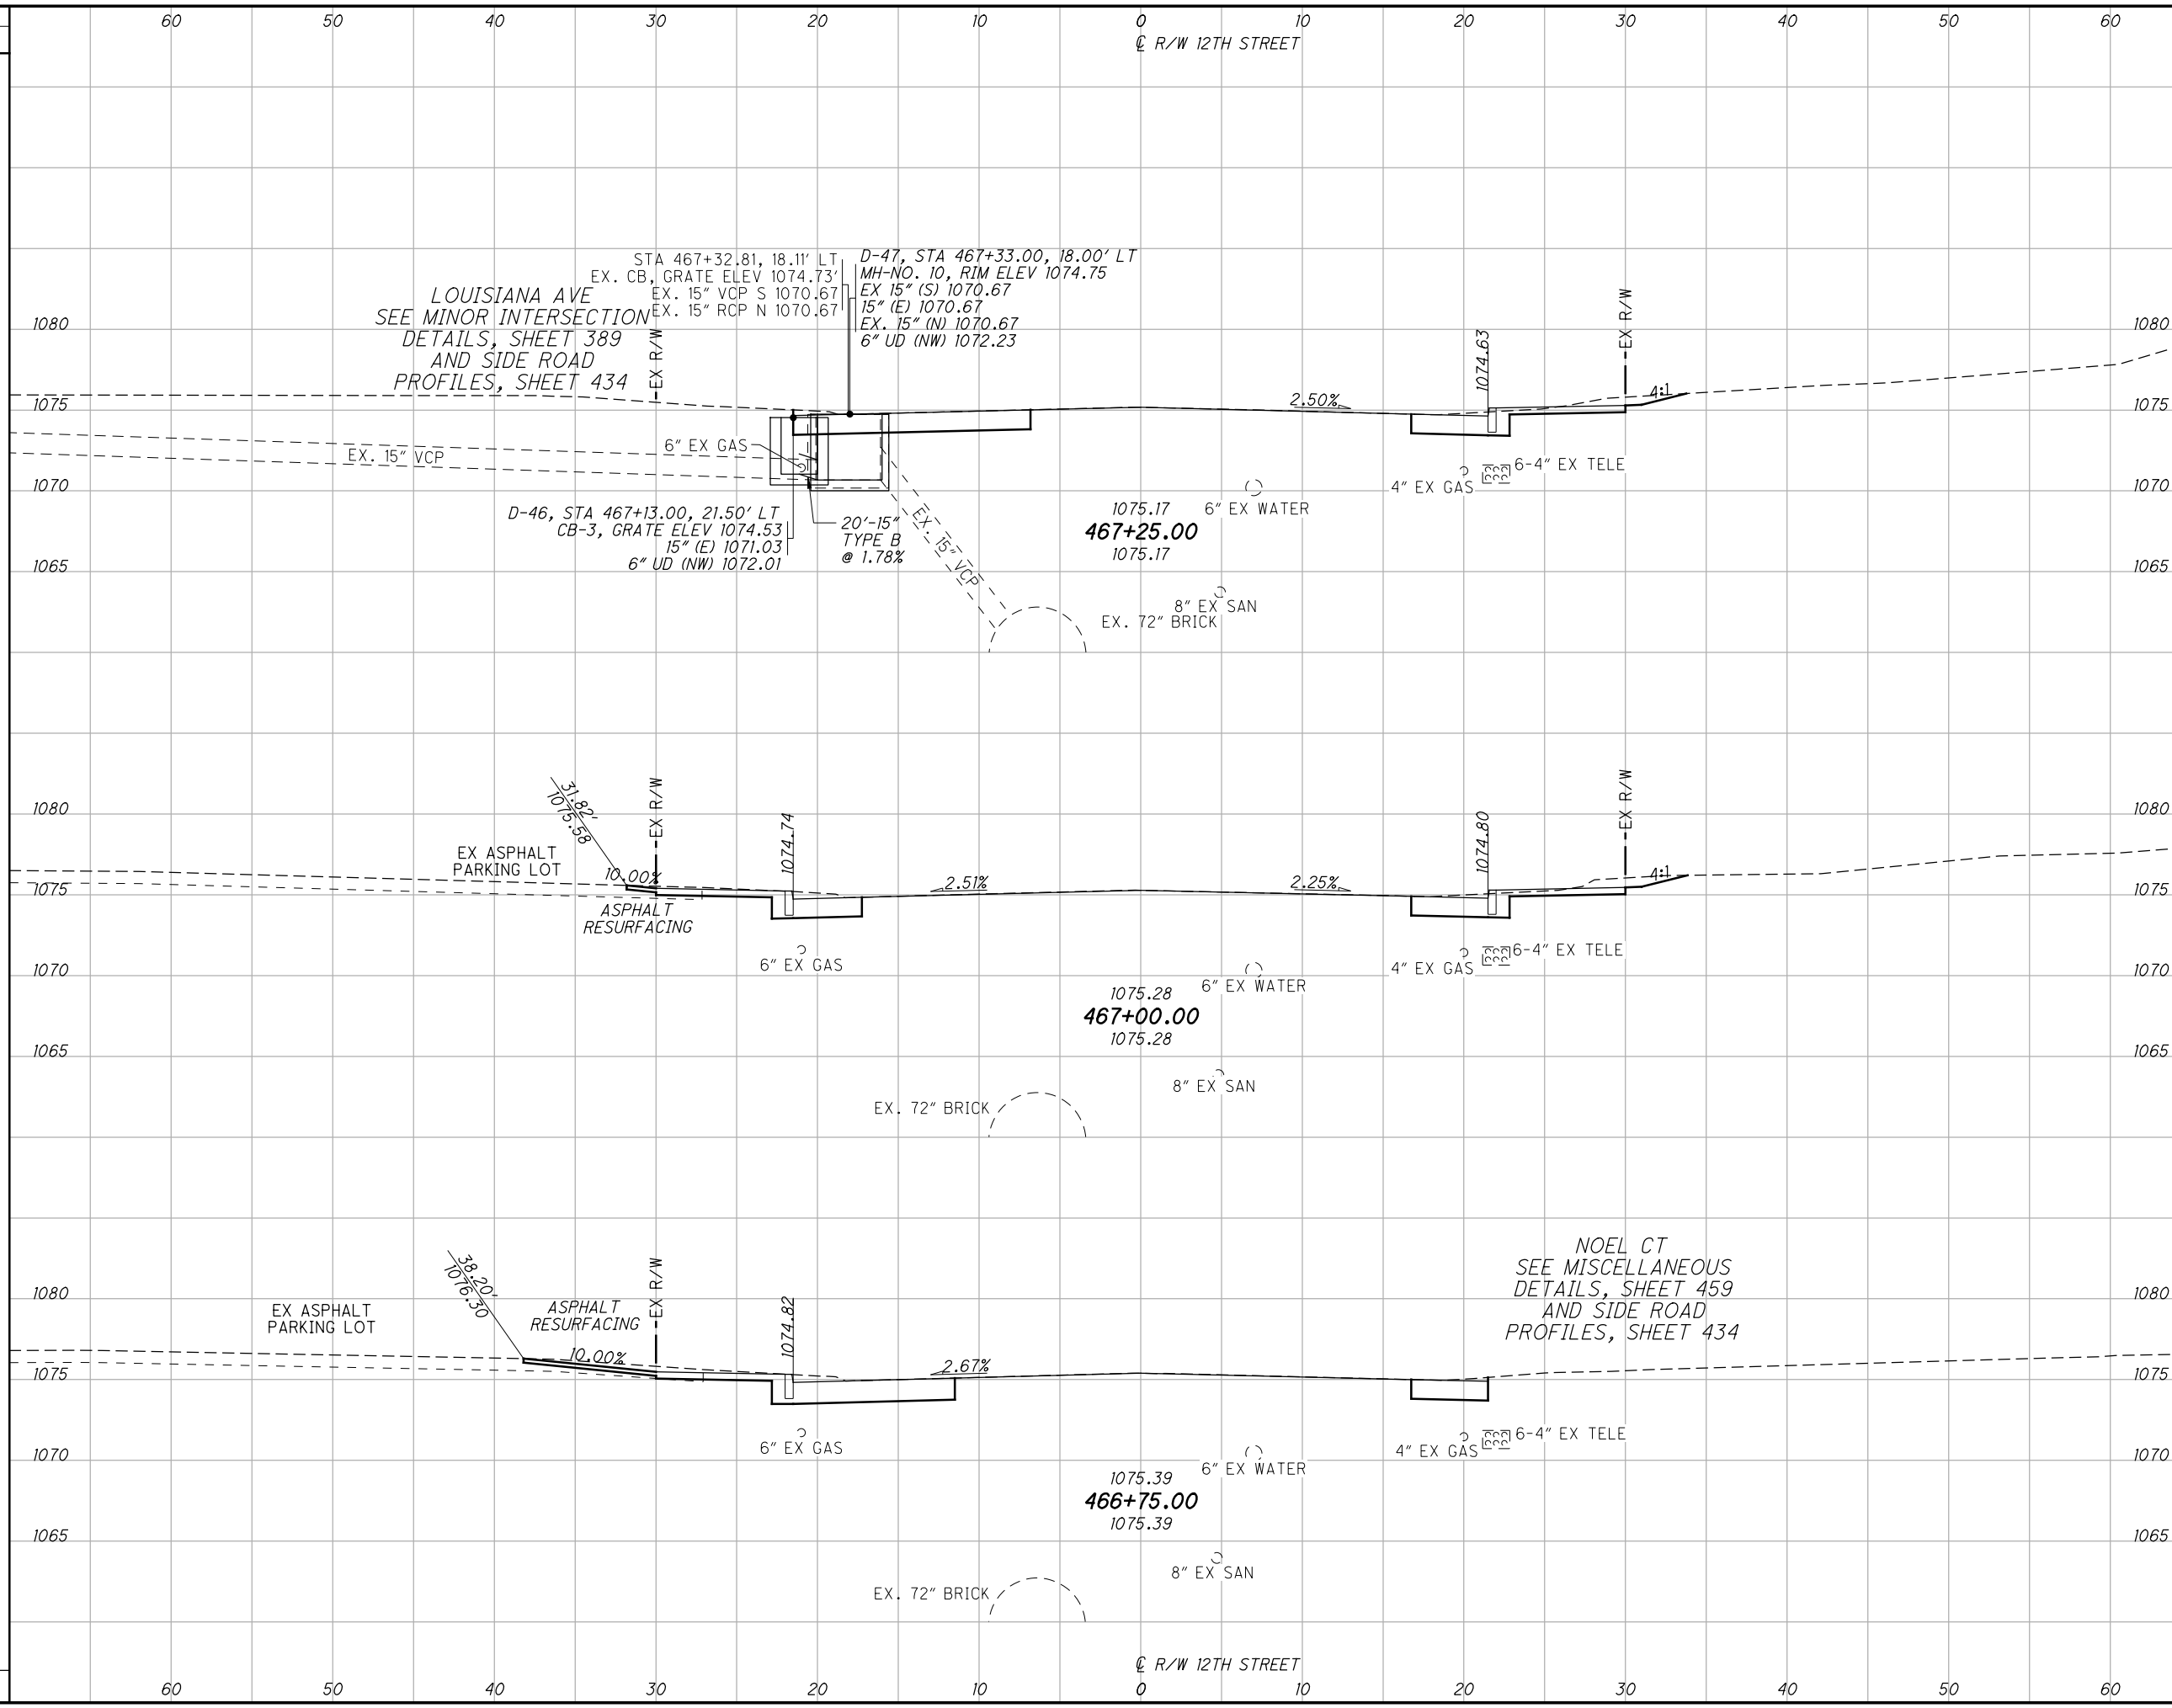 60 50 40 30 20 10 0 10 20 30 40 50 60
℄ R/W 12TH STREET
STA 467+32.81, 18.11' LT
EX. CB, GRATE ELEV 1074.73'
EX. 15" VCP S 1070.67
EX. 15" RCP N 1070.67
D-47, STA 467+33.00, 18.00' LT
MH-NO. 10, RIM ELEV 1074.75
EX 15" (S) 1070.67
15" (E) 1070.67
EX. 15" (N) 1070.67
6" UD (NW) 1072.23
LOUISIANA AVE
SEE MINOR INTERSECTION
DETAILS, SHEET 389
AND SIDE ROAD
PROFILES, SHEET 434
EX R/W
1074.63
EX R/W
1080 1080
1075 2.50% 4:1 1075
6" EX GAS
EX. 15" VCP
6-4" EX TELE
4" EX GAS
1070 1070
6" EX WATER
D-46, STA 467+13.00, 21.50' LT
CB-3, GRATE ELEV 1074.53
15" (E) 1071.03
6" UD (NW) 1072.01
20'-15"
TYPE B
@ 1.78%
EX. 15" VCP
1075.17
467+25.00
1075.17
1065 1065
8" EX SAN
EX. 72" BRICK
31.82'
1075.58
EX R/W
1074.74
1074.80
EX R/W
1080 1080
EX ASPHALT
PARKING LOT
10.00%
2.51%
2.25%
4:1
1075 1075
ASPHALT
RESURFACING
6" EX GAS
4" EX GAS
6-4" EX TELE
1070 1070
6" EX WATER
1075.28
467+00.00
1075.28
1065 1065
8" EX SAN
EX. 72" BRICK
NOEL CT
SEE MISCELLANEOUS
DETAILS, SHEET 459
AND SIDE ROAD
PROFILES, SHEET 434
38.20'
1076.30
EX R/W
1074.82
1080 1080
EX ASPHALT
PARKING LOT
ASPHALT
RESURFACING
10.00%
2.67%
1075 1075
6" EX GAS
4" EX GAS
6-4" EX TELE
1070 1070
6" EX WATER
1075.39
466+75.00
1075.39
1065 1065
8" EX SAN
EX. 72" BRICK
℄ R/W 12TH STREET
60 50 40 30 20 10 0 10 20 30 40 50 60